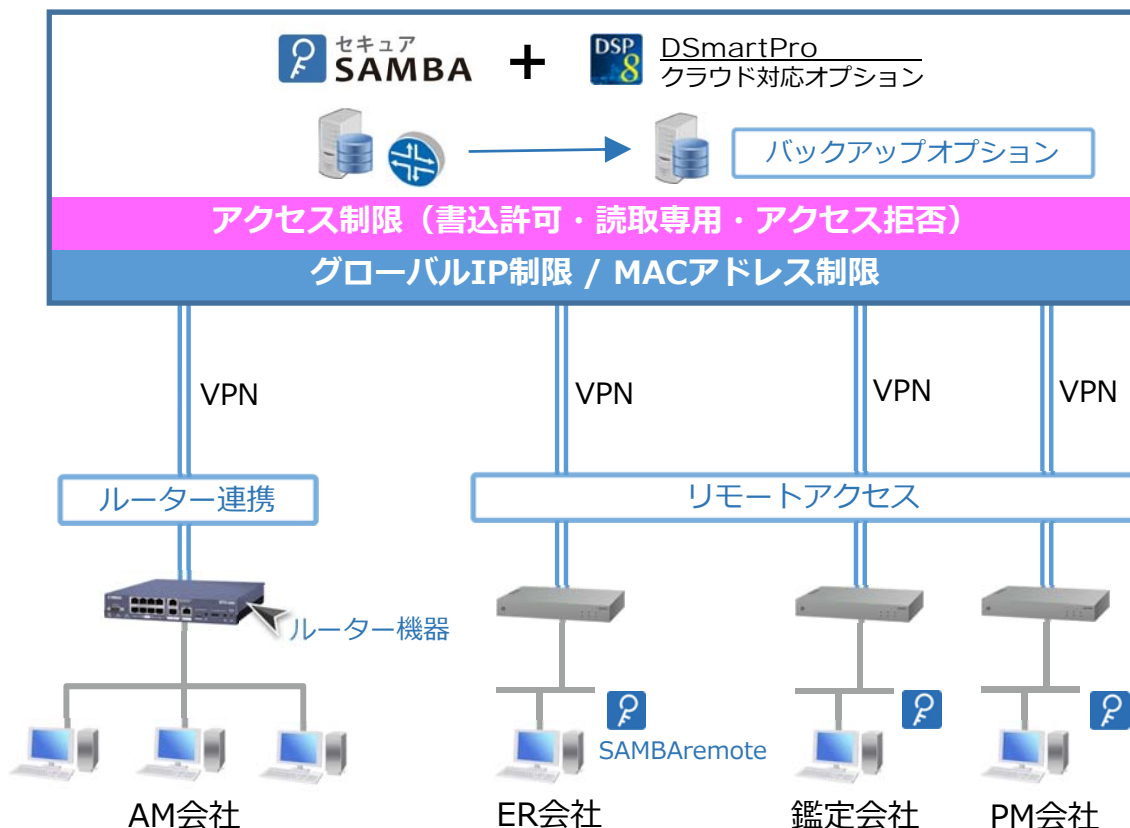 セキュア
SAMBA
+
DSP
8
DSmartPro
クラウド対応オプション
バックアップオプション
アクセス制限（書込許可・読取専用・アクセス拒否）
グローバルIP制限 / MACアドレス制限
VPN
VPN
VPN
VPN
ルーター連携
リモートアクセス
ルーター機器
SAMBAremote
AM会社
ER会社
鑑定会社
PM会社